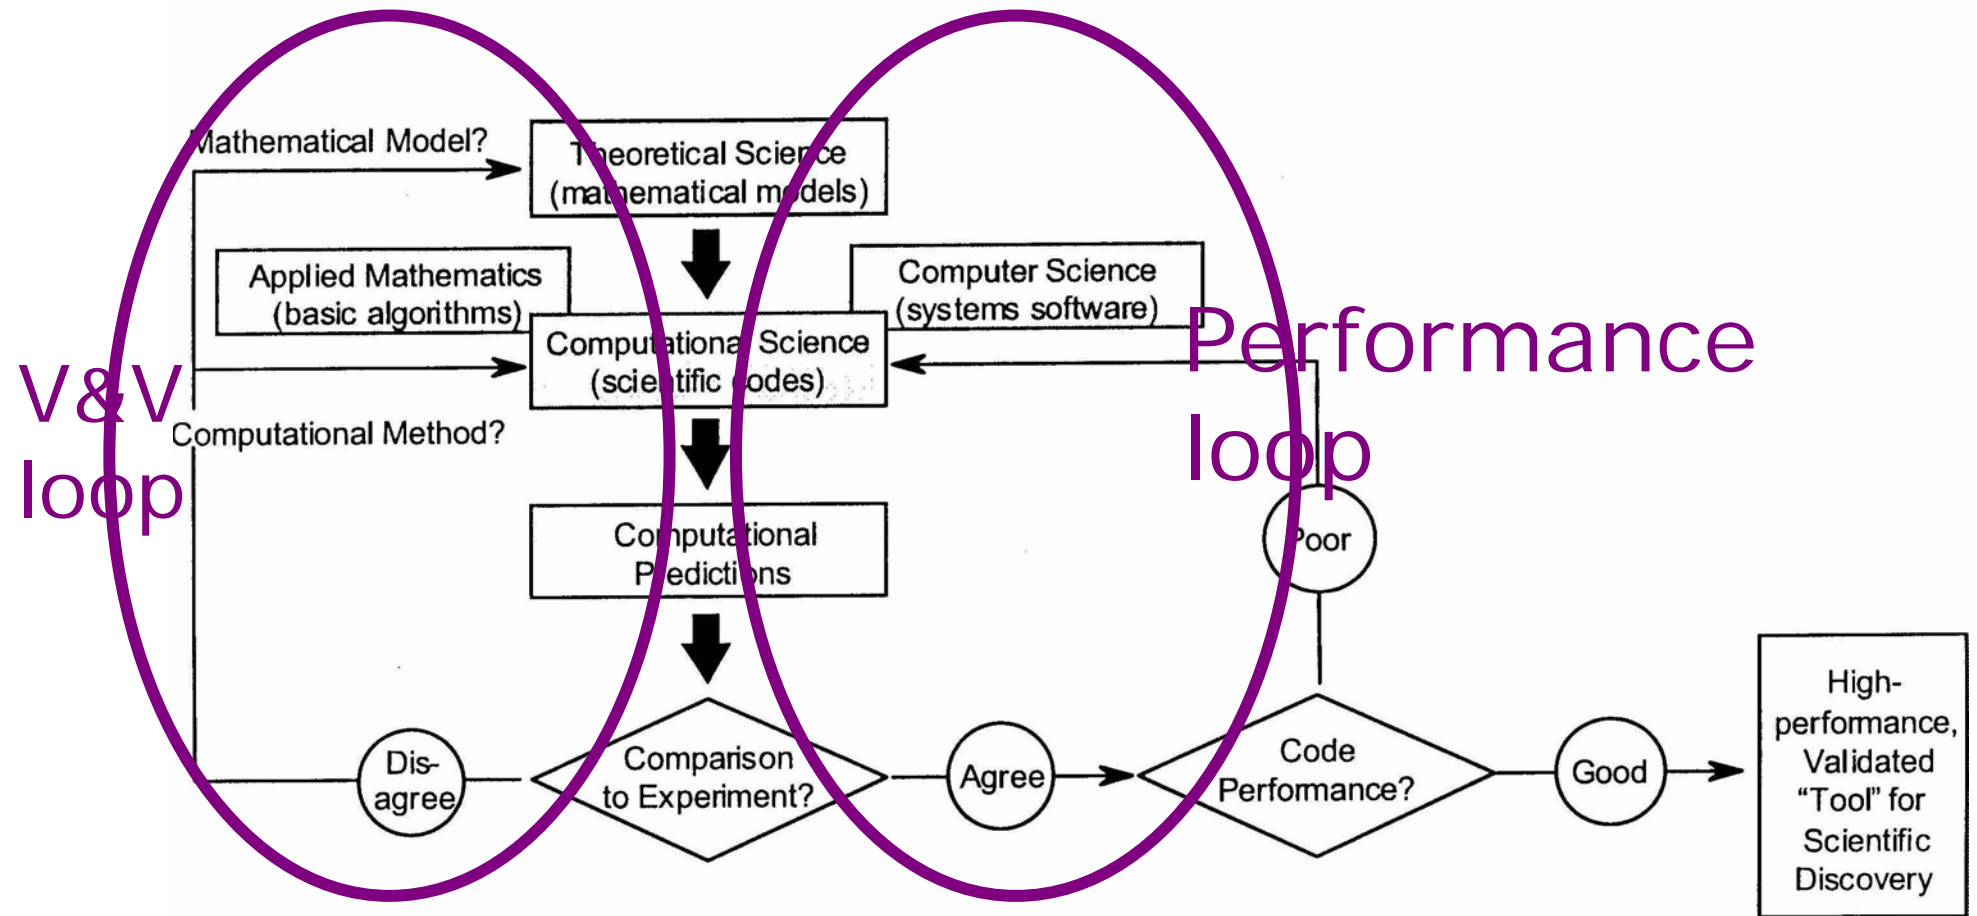 Mathematical Model?
Theoretical Science
(mathematical models)
Applied Mathematics
(basic algorithms)
Computer Science
(systems software)
Computational Science
(scientific codes)
V&V
loop
Performance
loop
Computational Method?
Computational
Predictions
Poor
Dis-
agree
Comparison
to Experiment?
Agree
Code
Performance?
Good
High-
performance,
Validated
“Tool” for
Scientific
Discovery